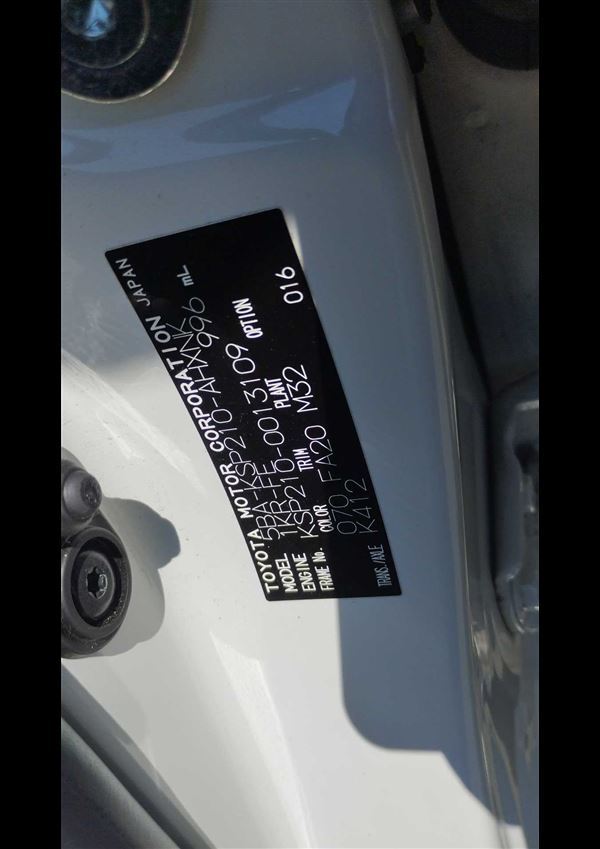 TOYOTA MOTOR CORPORATION JAPAN
MODEL 5BA-KSP210-AHXNK
ENGINE 1KR-FE 996 mL
FRAME No. KSP210-0013109
COLOR TRIM PLANT OPTION
070 FA20 M32 016
TRANS./AXLE K412